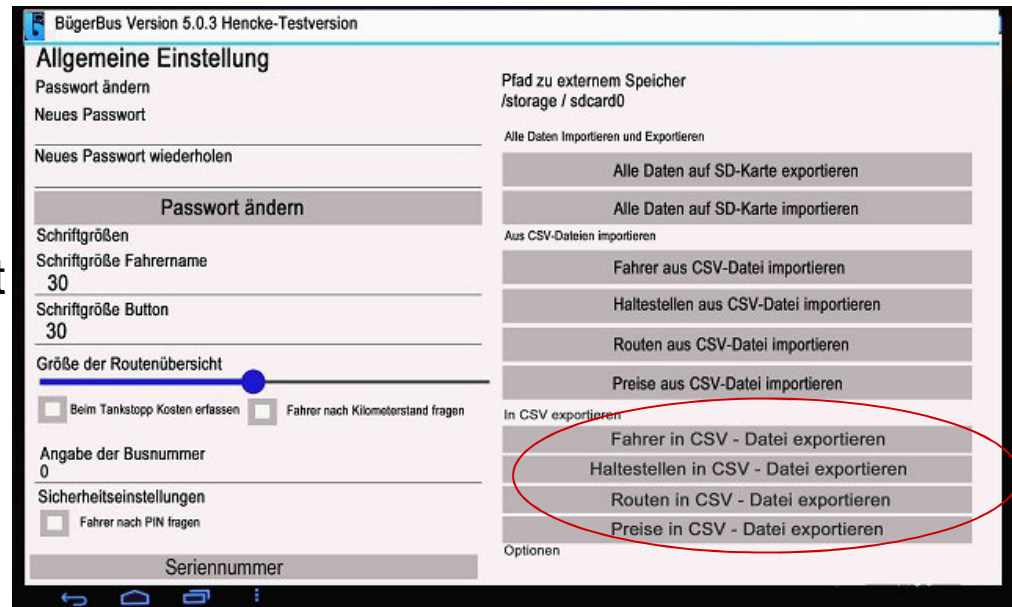 BügerBus Version 5.0.3 Hencke-Testversion
Allgemeine Einstellung
Passwort ändern
Neues Passwort
Neues Passwort wiederholen
Passwort ändern
Schriftgrößen
Schriftgröße Fahrername
30
Schriftgröße Button
30
Größe der Routenübersicht
Beim Tankstopp Kosten erfassen
Fahrer nach Kilometerstand fragen
Angabe der Busnummer
0
Sicherheitseinstellungen
Fahrer nach PIN fragen
Seriennummer
Pfad zu externem Speicher
/storage / sdcard0
Alle Daten Importieren und Exportieren
Alle Daten auf SD-Karte exportieren
Alle Daten auf SD-Karte importieren
Aus CSV-Dateien importieren
Fahrer aus CSV-Datei importieren
Haltestellen aus CSV-Datei importieren
Routen aus CSV-Datei importieren
Preise aus CSV-Datei importieren
In CSV exportieren
Fahrer in CSV - Datei exportieren
Haltestellen in CSV - Datei exportieren
Routen in CSV - Datei exportieren
Preise in CSV - Datei exportieren
Optionen
t